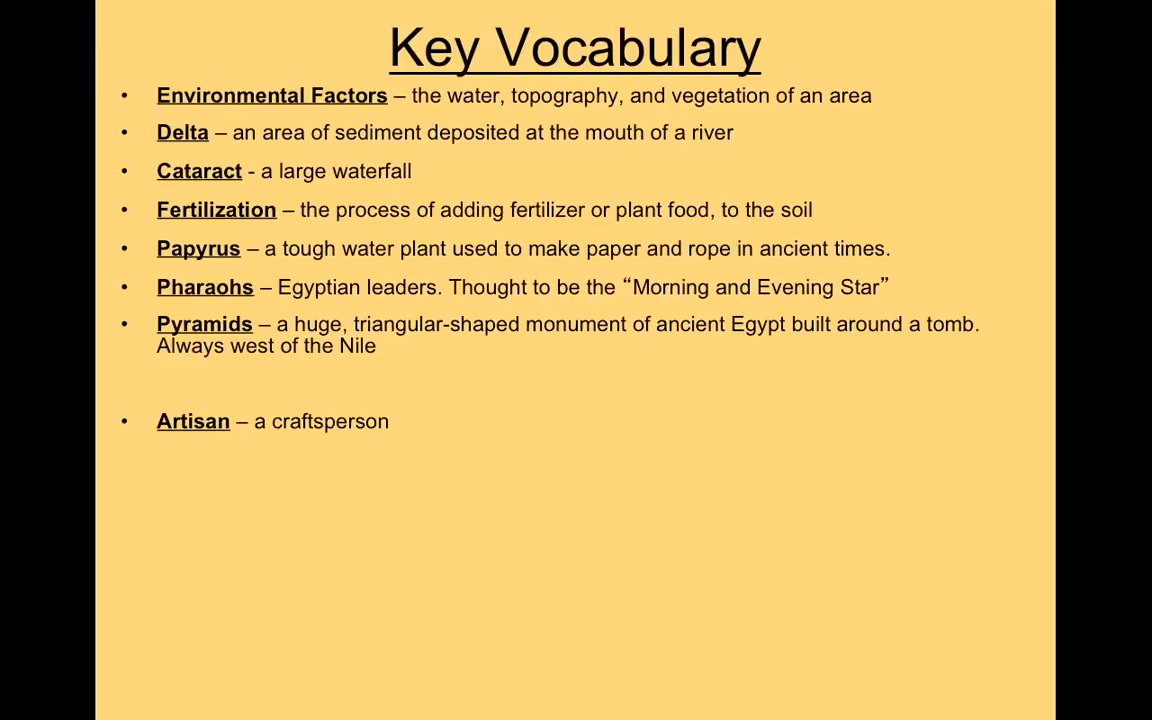 Key Vocabulary
• Environmental Factors – the water, topography, and vegetation of an area
• Delta – an area of sediment deposited at the mouth of a river
• Cataract - a large waterfall
• Fertilization – the process of adding fertilizer or plant food, to the soil
• Papyrus – a tough water plant used to make paper and rope in ancient times.
• Pharaohs – Egyptian leaders. Thought to be the “Morning and Evening Star”
• Pyramids – a huge, triangular-shaped monument of ancient Egypt built around a tomb.
Always west of the Nile
• Artisan – a craftsperson